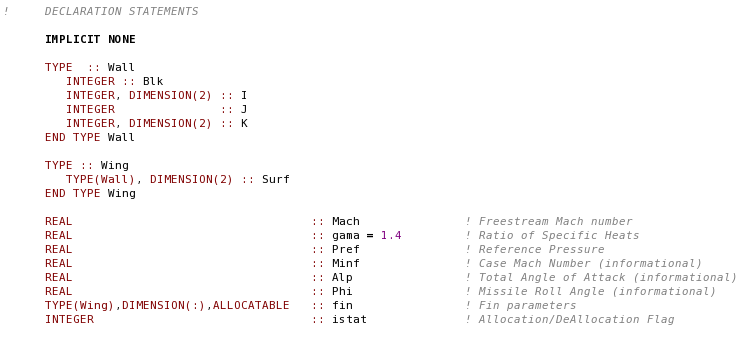 !     DECLARATION STATEMENTS
IMPLICIT NONE
TYPE  :: Wall
INTEGER :: Blk
INTEGER, DIMENSION(2) :: I
INTEGER               :: J
INTEGER, DIMENSION(2) :: K
END TYPE Wall
TYPE :: Wing
TYPE(Wall), DIMENSION(2) :: Surf
END TYPE Wing
REAL                                  :: Mach               ! Freestream Mach number
REAL                                  :: gama = 1.4         ! Ratio of Specific Heats
REAL                                  :: Pref               ! Reference Pressure
REAL                                  :: Minf               ! Case Mach Number (informational)
REAL                                  :: Alp                ! Total Angle of Attack (informational)
REAL                                  :: Phi                ! Missile Roll Angle (informational)
TYPE(Wing),DIMENSION(:),ALLOCATABLE   :: fin                ! Fin parameters
INTEGER                               :: istat              ! Allocation/DeAllocation Flag